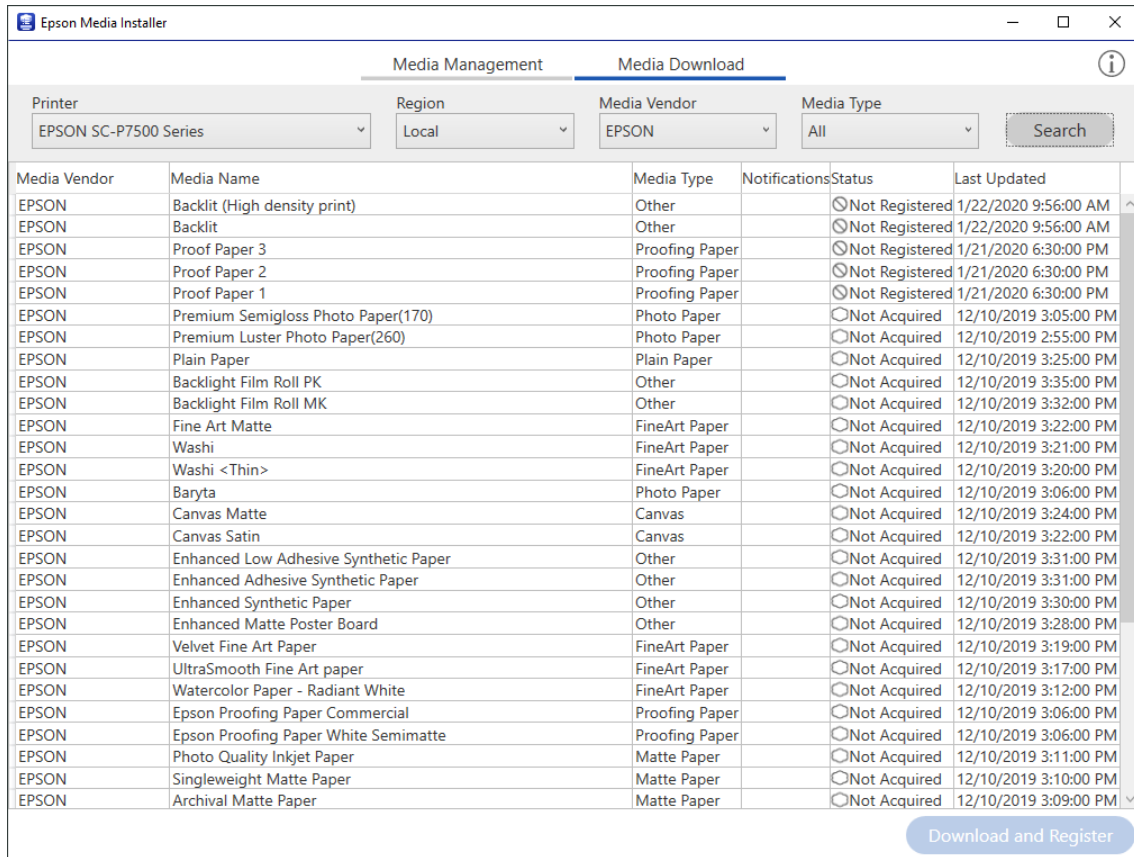 Epson Media Installer
Media Management Media Download
Printer Region Media Vendor Media Type
EPSON SC-P7500 Series Local EPSON All Search
Media Vendor Media Name Media Type Notifications Status Last Updated
EPSON Backlit (High density print) Other Not Registered 1/22/2020 9:56:00 AM
EPSON Backlit Other Not Registered 1/22/2020 9:56:00 AM
EPSON Proof Paper 3 Proofing Paper Not Registered 1/21/2020 6:30:00 PM
EPSON Proof Paper 2 Proofing Paper Not Registered 1/21/2020 6:30:00 PM
EPSON Proof Paper 1 Proofing Paper Not Registered 1/21/2020 6:30:00 PM
EPSON Premium Semigloss Photo Paper(170) Photo Paper Not Acquired 12/10/2019 3:05:00 PM
EPSON Premium Luster Photo Paper(260) Photo Paper Not Acquired 12/10/2019 2:55:00 PM
EPSON Plain Paper Plain Paper Not Acquired 12/10/2019 3:25:00 PM
EPSON Backlight Film Roll PK Other Not Acquired 12/10/2019 3:35:00 PM
EPSON Backlight Film Roll MK Other Not Acquired 12/10/2019 3:32:00 PM
EPSON Fine Art Matte FineArt Paper Not Acquired 12/10/2019 3:22:00 PM
EPSON Washi FineArt Paper Not Acquired 12/10/2019 3:21:00 PM
EPSON Washi <Thin> FineArt Paper Not Acquired 12/10/2019 3:20:00 PM
EPSON Baryta Photo Paper Not Acquired 12/10/2019 3:06:00 PM
EPSON Canvas Matte Canvas Not Acquired 12/10/2019 3:24:00 PM
EPSON Canvas Satin Canvas Not Acquired 12/10/2019 3:22:00 PM
EPSON Enhanced Low Adhesive Synthetic Paper Other Not Acquired 12/10/2019 3:31:00 PM
EPSON Enhanced Adhesive Synthetic Paper Other Not Acquired 12/10/2019 3:31:00 PM
EPSON Enhanced Synthetic Paper Other Not Acquired 12/10/2019 3:30:00 PM
EPSON Enhanced Matte Poster Board Other Not Acquired 12/10/2019 3:28:00 PM
EPSON Velvet Fine Art Paper FineArt Paper Not Acquired 12/10/2019 3:19:00 PM
EPSON UltraSmooth Fine Art paper FineArt Paper Not Acquired 12/10/2019 3:17:00 PM
EPSON Watercolor Paper - Radiant White FineArt Paper Not Acquired 12/10/2019 3:12:00 PM
EPSON Epson Proofing Paper Commercial Proofing Paper Not Acquired 12/10/2019 3:06:00 PM
EPSON Epson Proofing Paper White Semimatte Proofing Paper Not Acquired 12/10/2019 3:06:00 PM
EPSON Photo Quality Inkjet Paper Matte Paper Not Acquired 12/10/2019 3:11:00 PM
EPSON Singleweight Matte Paper Matte Paper Not Acquired 12/10/2019 3:10:00 PM
EPSON Archival Matte Paper Matte Paper Not Acquired 12/10/2019 3:09:00 PM
Download and Register